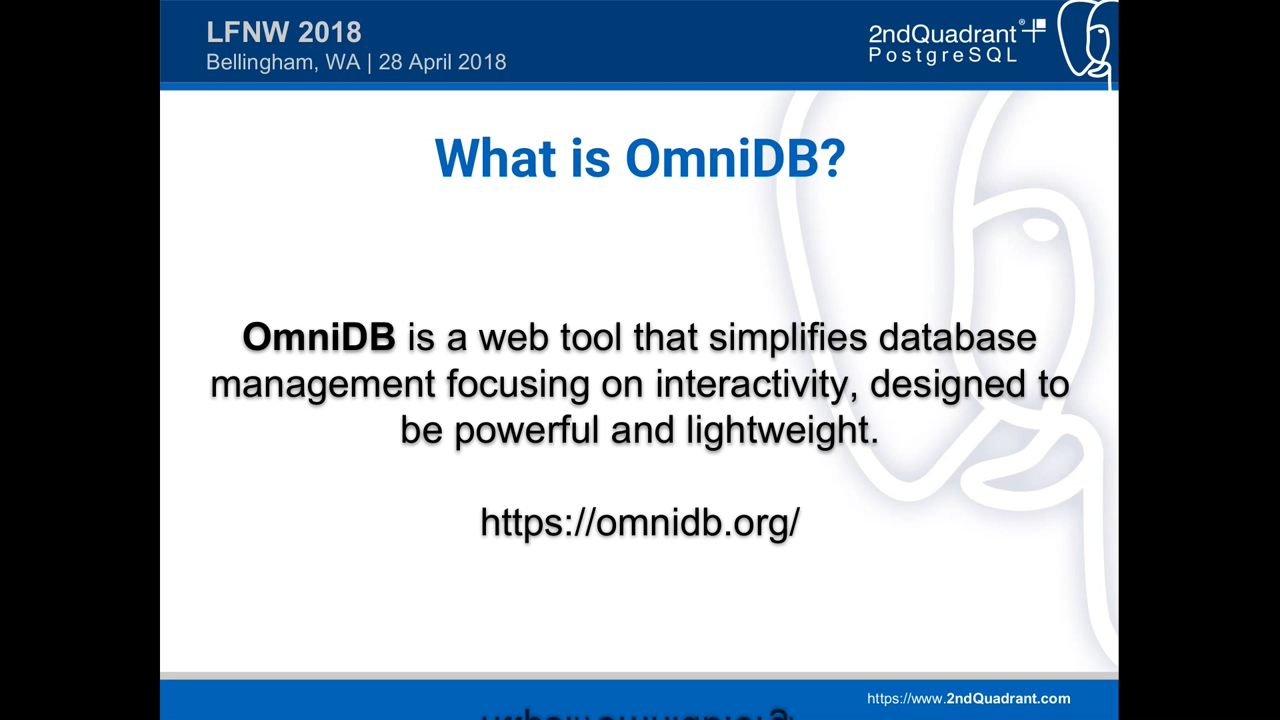 LFNW 2018
Bellingham, WA | 28 April 2018
2ndQuadrant®
PostgreSQL
What is OmniDB?
OmniDB is a web tool that simplifies database
management focusing on interactivity, designed to
be powerful and lightweight.
https://omnidb.org/
https://www.2ndQuadrant.com